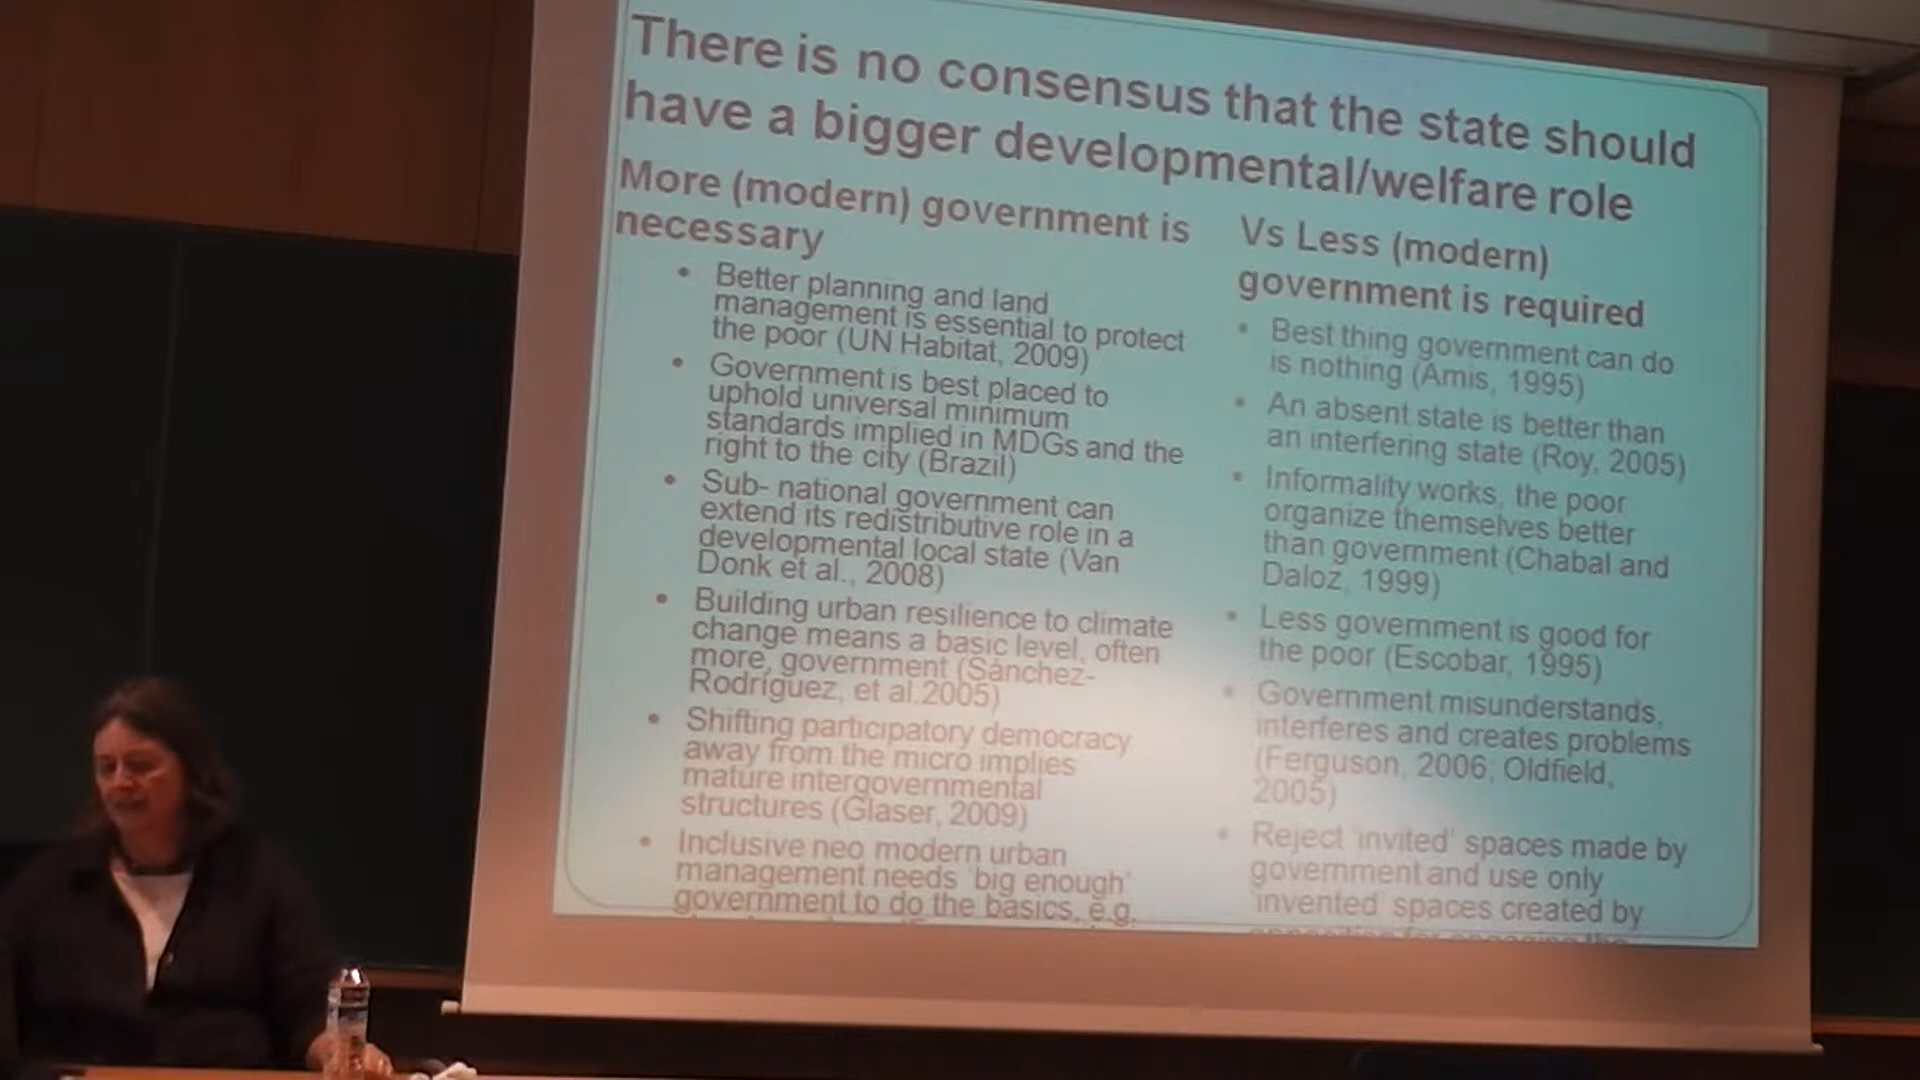 There is no consensus that the state should
have a bigger developmental/welfare role
More (modern) government is
necessary
• Better planning and land
management is essential to protect
the poor (UN Habitat, 2009)
• Government is best placed to
uphold universal minimum
standards implied in MDGs and the
right to the city (Brazil)
• Sub- national government can
extend its redistributive role in a
developmental local state (Van
Donk et al., 2008)
• Building urban resilience to climate
change means a basic level, often
more, government (Sánchez-
Rodríguez, et al.2005)
• Shifting participatory democracy
away from the micro implies
mature intergovernmental
structures (Glaser, 2009)
• Inclusive neo modern urban
management needs 'big enough'
government to do the basics, e.g.
Vs Less (modern)
government is required
• Best thing government can do
is nothing (Amis, 1995)
• An absent state is better than
an interfering state (Roy, 2005)
• Informality works, the poor
organize themselves better
than government (Chabal and
Daloz, 1999)
• Less government is good for
the poor (Escobar, 1995)
• Government misunderstands,
interferes and creates problems
(Ferguson, 2006, Oldfield,
2005)
• Reject 'invited' spaces made by
government and use only
'invented' spaces created by